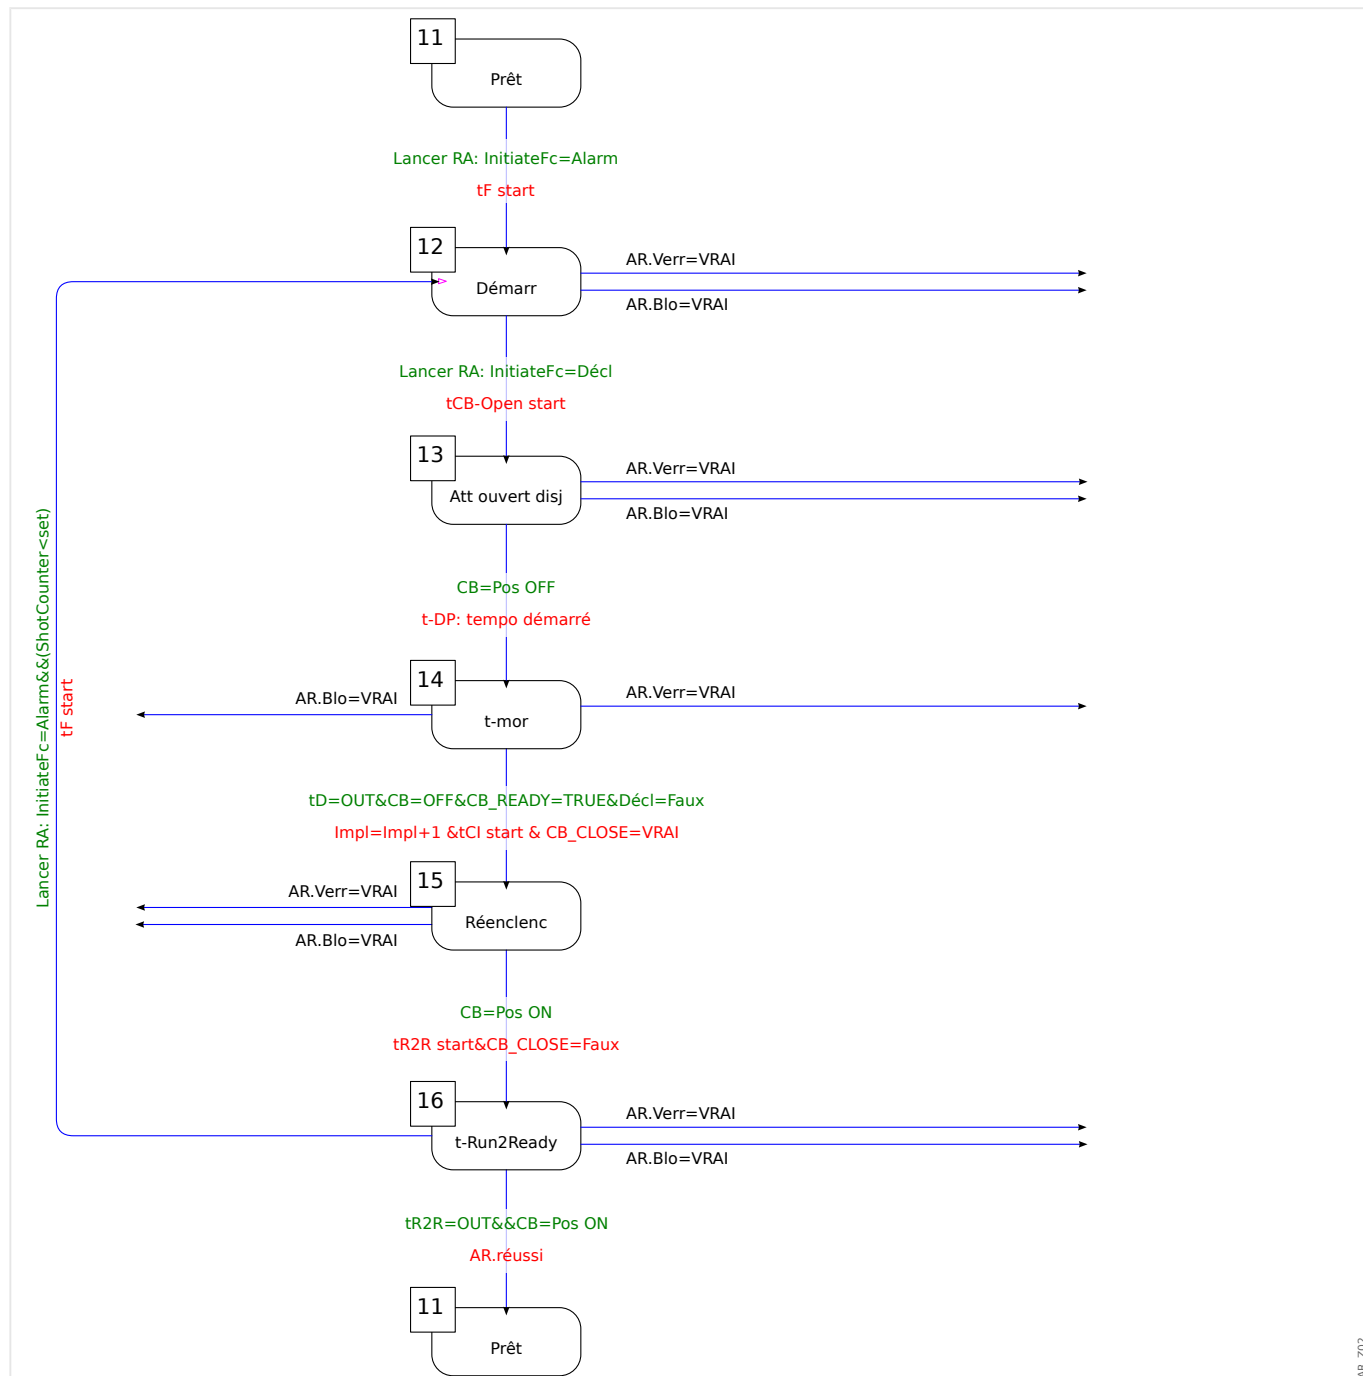 11
Prêt
Lancer RA: InitiateFc=Alarm
tF start
12
Démarr
AR.Verr=VRAI
AR.Blo=VRAI
Lancer RA: InitiateFc=Décl
tCB-Open start
13
Att ouvert disj
AR.Verr=VRAI
AR.Blo=VRAI
CB=Pos OFF
t-DP: tempo démarré
Lancer RA: InitiateFc=Alarm&&(ShotCounter<set)
tF start
14
t-mor
AR.Blo=VRAI
AR.Verr=VRAI
tD=OUT&CB=OFF&CB_READY=TRUE&Décl=Faux
Impl=Impl+1 &tCI start & CB_CLOSE=VRAI
15
Réenclenc
AR.Verr=VRAI
AR.Blo=VRAI
CB=Pos ON
tR2R start&CB_CLOSE=Faux
16
t-Run2Ready
AR.Verr=VRAI
AR.Blo=VRAI
tR2R=OUT&&CB=Pos ON
AR.réussi
11
Prêt
AR_Z02